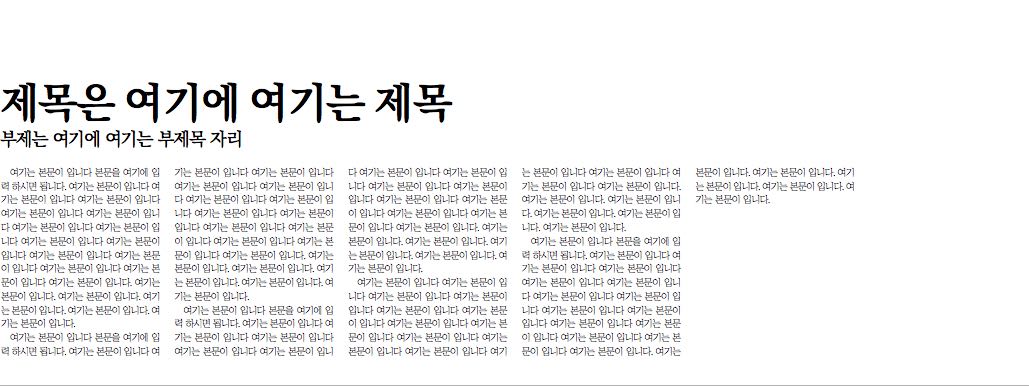 제목은 여기에 여기는 제목
부제는 여기에 여기는 부제목 자리
여기는 본문이 입니다 본문을 여기에 입
력 하시면 됩니다. 여기는 본문이 입니다 여
기는 본문이 입니다 여기는 본문이 입니다
여기는 본문이 입니다 여기는 본문이 입니
다 여기는 본문이 입니다 여기는 본문이 입
니다 여기는 본문이 입니다 여기는 본문이
입니다 여기는 본문이 입니다 여기는 본문
이 입니다 여기는 본문이 입니다 여기는 본
문이 입니다 여기는 본문이 입니다. 여기는
본문이 입니다. 여기는 본문이 입니다. 여기
는 본문이 입니다. 여기는 본문이 입니다. 여
기는 본문이 입니다.
여기는 본문이 입니다 본문을 여기에 입
력 하시면 됩니다. 여기는 본문이 입니다 여
기는 본문이 입니다 여기는 본문이 입니다
여기는 본문이 입니다 여기는 본문이 입니
다 여기는 본문이 입니다 여기는 본문이 입
니다 여기는 본문이 입니다 여기는 본문이
입니다 여기는 본문이 입니다 여기는 본문
이 입니다 여기는 본문이 입니다 여기는 본
문이 입니다 여기는 본문이 입니다. 여기는
본문이 입니다. 여기는 본문이 입니다. 여기
는 본문이 입니다. 여기는 본문이 입니다. 여
기는 본문이 입니다.
여기는 본문이 입니다 본문을 여기에 입
력 하시면 됩니다. 여기는 본문이 입니다 여
기는 본문이 입니다 여기는 본문이 입니다
여기는 본문이 입니다 여기는 본문이 입니
다 여기는 본문이 입니다 여기는 본문이 입
니다 여기는 본문이 입니다 여기는 본문이
입니다 여기는 본문이 입니다 여기는 본문
이 입니다 여기는 본문이 입니다 여기는 본
문이 입니다 여기는 본문이 입니다. 여기는
본문이 입니다. 여기는 본문이 입니다. 여기
는 본문이 입니다. 여기는 본문이 입니다. 여
기는 본문이 입니다.
여기는 본문이 입니다 여기는 본문이 입
니다 여기는 본문이 입니다 여기는 본문이
입니다 여기는 본문이 입니다 여기는 본문
이 입니다 여기는 본문이 입니다 여기는 본
문이 입니다 여기는 본문이 입니다 여기는
본문이 입니다 여기는 본문이 입니다 여기
는 본문이 입니다 여기는 본문이 입니다 여
기는 본문이 입니다 여기는 본문이 입니다.
여기는 본문이 입니다. 여기는 본문이 입니
다. 여기는 본문이 입니다. 여기는 본문이 입
니다. 여기는 본문이 입니다.
여기는 본문이 입니다 본문을 여기에 입
력 하시면 됩니다. 여기는 본문이 입니다 여
기는 본문이 입니다 여기는 본문이 입니다
여기는 본문이 입니다 여기는 본문이 입니
다 여기는 본문이 입니다 여기는 본문이 입
니다 여기는 본문이 입니다 여기는 본문이
입니다 여기는 본문이 입니다 여기는 본문
이 입니다 여기는 본문이 입니다 여기는 본
문이 입니다 여기는 본문이 입니다. 여기는
본문이 입니다. 여기는 본문이 입니다. 여기
는 본문이 입니다. 여기는 본문이 입니다. 여
기는 본문이 입니다.